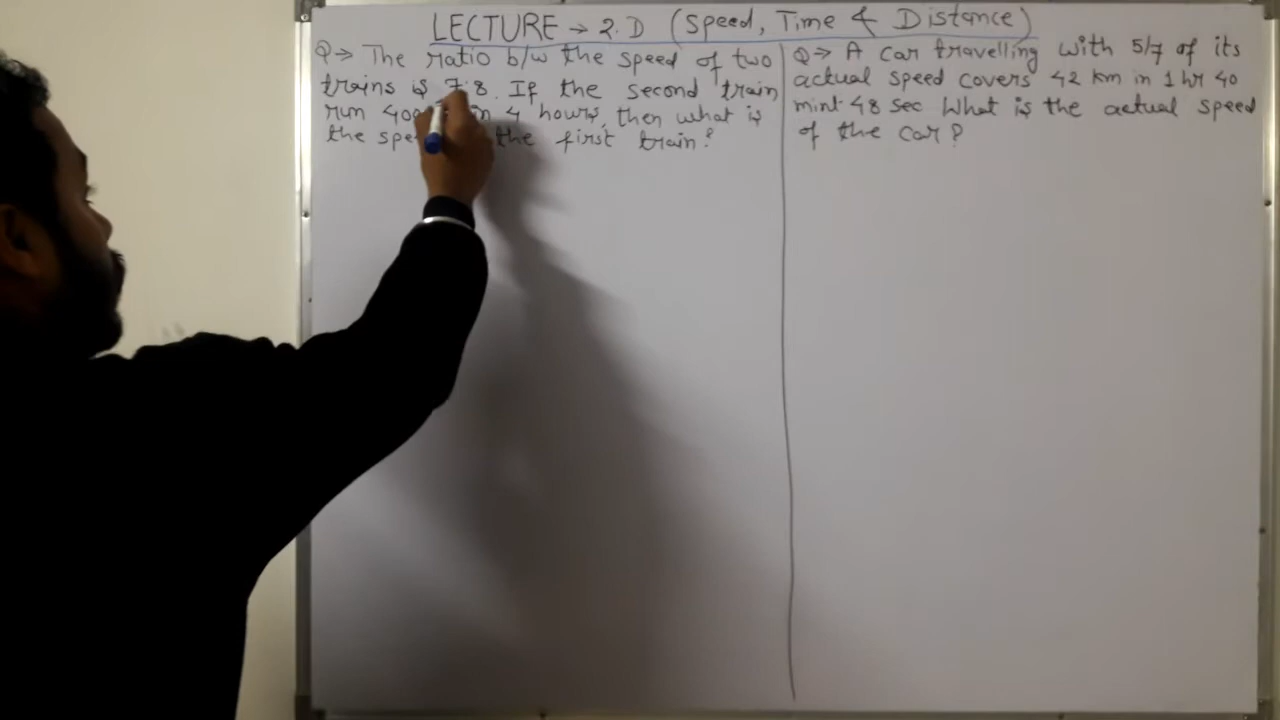 LECTURE → 2.D (Speed, Time & Distance)
Q→ The ratio b/w the speed of two
trains is 7:8. If the second train
run 400 in 4 hours, then what is
the the first train?
Q→ A car travelling with 5/7 of its
actual speed covers 42 km in 1 hr 40
mint 48 sec What is the actual speed
of the car?